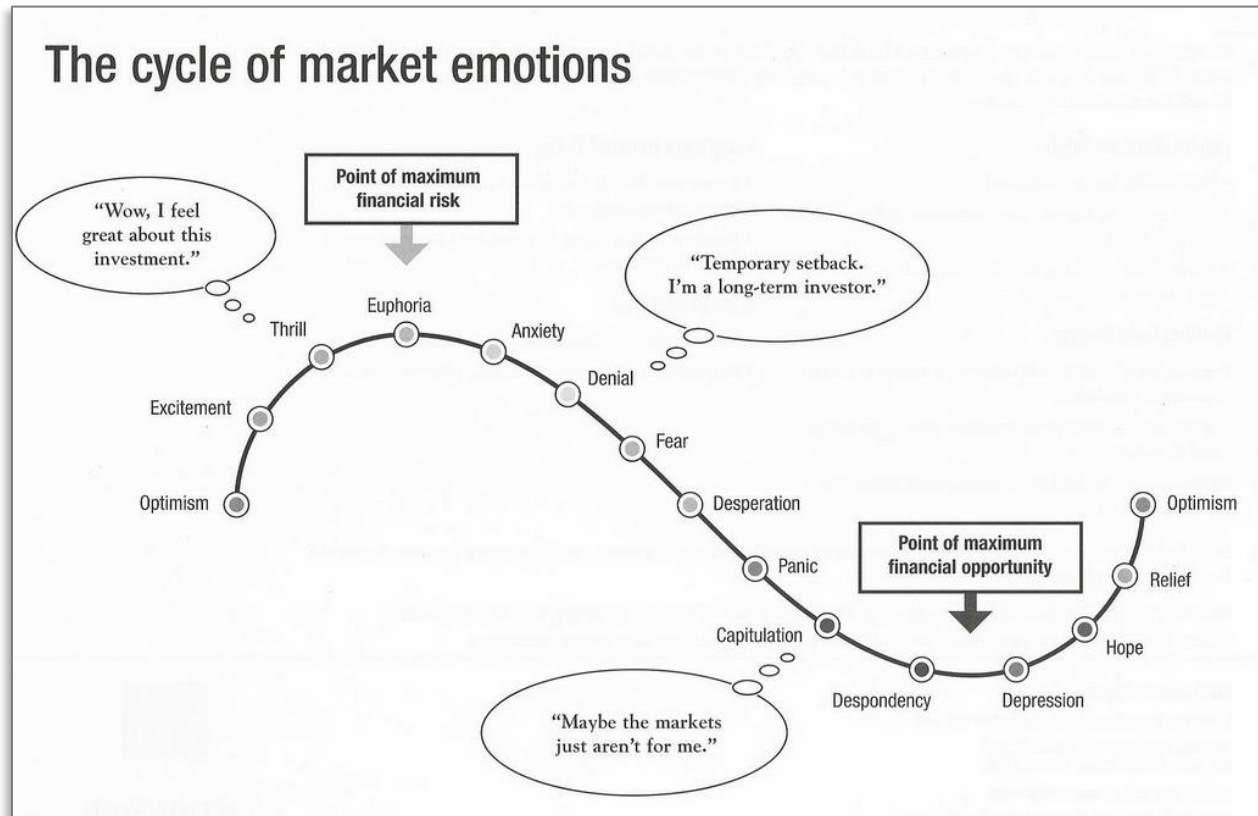 The cycle of market emotions
Point of maximum
financial risk
“Wow, I feel
great about this
investment.”
“Temporary setback.
I’m a long-term investor.”
Euphoria
Thrill
Anxiety
Denial
Excitement
Fear
Optimism
Desperation
Optimism
Point of maximum
financial opportunity
Panic
Relief
Capitulation
Hope
Despondency
Depression
“Maybe the markets
just aren’t for me.”